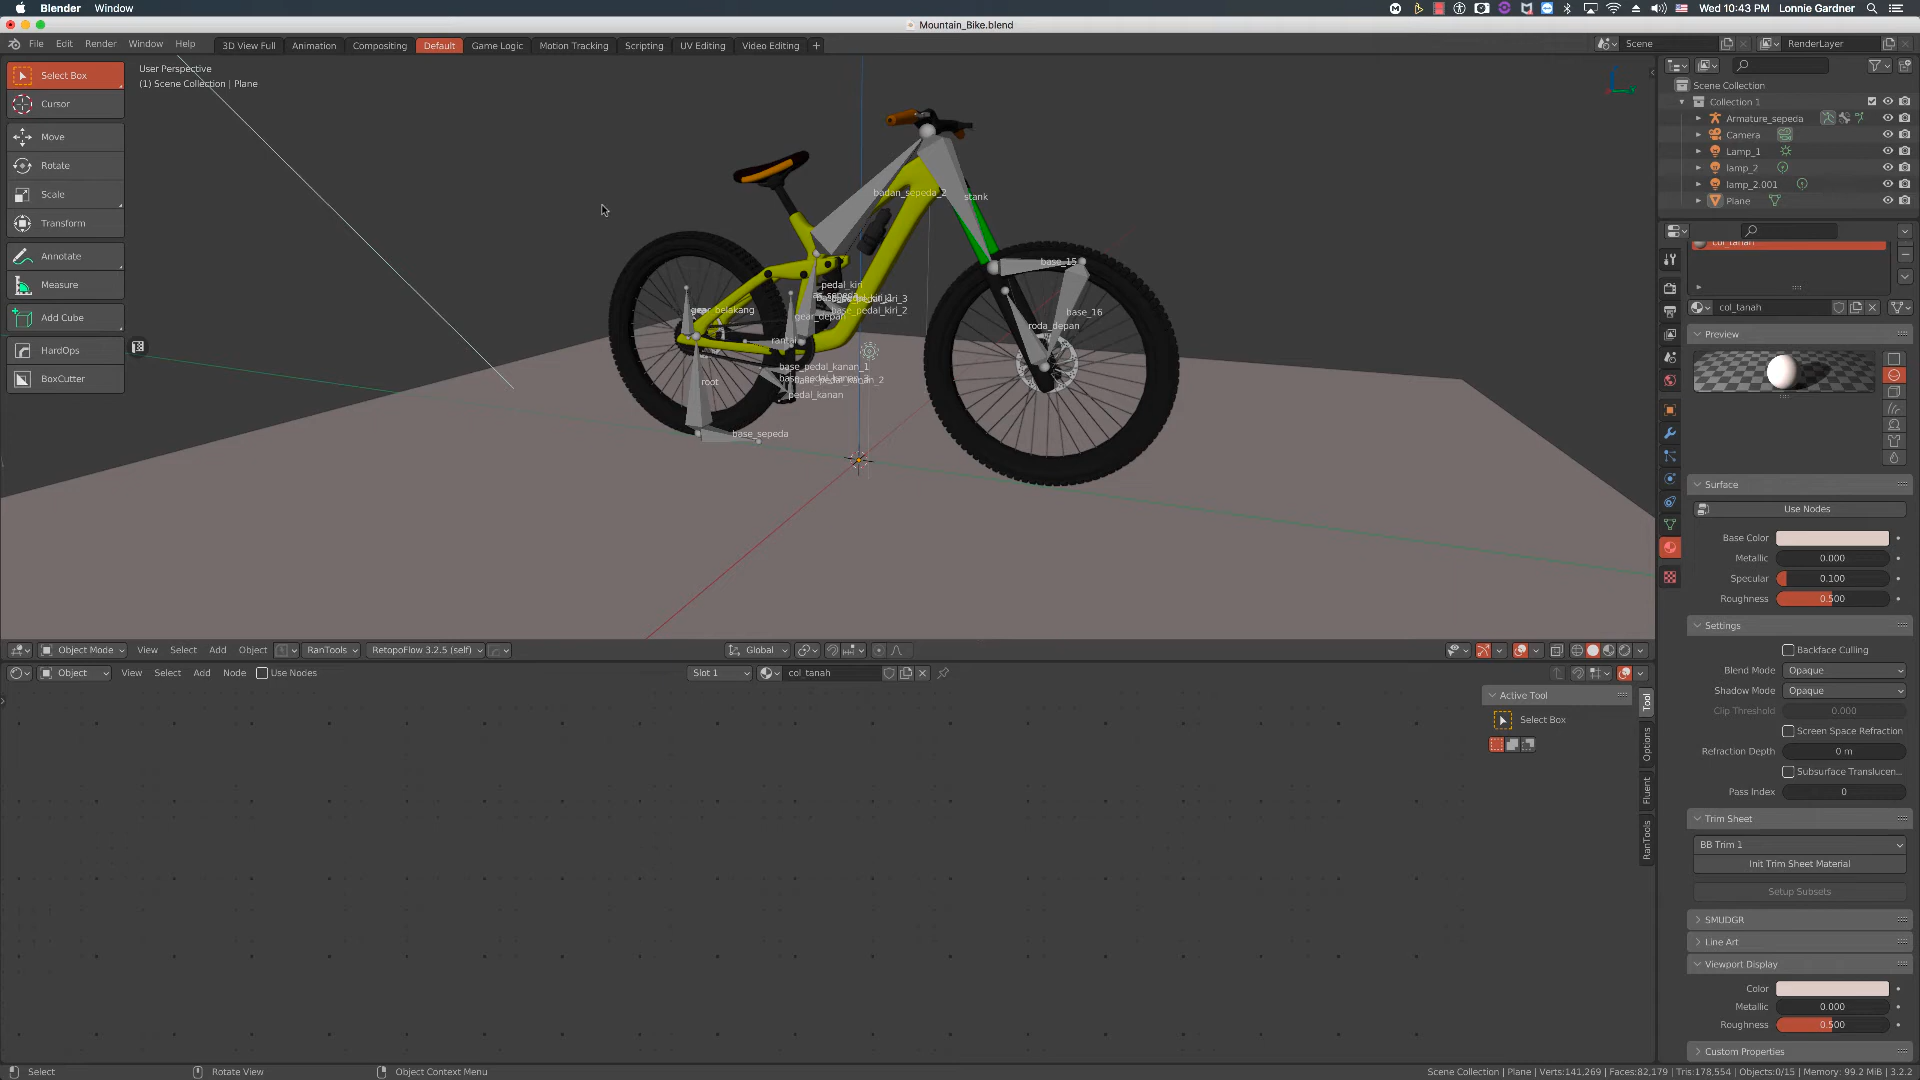 Blender Window
Wed 10:43 PM Lonnie Gardner
Mountain_Bike.blend
File Edit Render Window Help
3D View Full Animation Compositing Default Game Logic Motion Tracking Scripting UV Editing Video Editing +
Scene
RenderLayer
Select Box
Cursor
Move
Rotate
Scale
Transform
Annotate
Measure
Add Cube
HardOps
BoxCutter
User Perspective
(1) Scene Collection | Plane
badan_sepeda_2
stank
base_15
base_16
roda_depan
pedal_kiri
base_pedal_kiri_3
base_pedal_kiri_2
gear_belakang
gear_depan
rantai
base_pedal_kanan_1
base_pedal_kanan_2
pedal_kanan
root
base_sepeda
Scene Collection
Collection 1
Armature_sepeda
Camera
Lamp_1
lamp_2
lamp_2.001
Plane
col_tanah
col_tanah
Preview
Surface
Use Nodes
Base Color
Metallic 0.000
Specular 0.100
Roughness 0.500
Settings
Backface Culling
Blend Mode Opaque
Shadow Mode Opaque
Clip Threshold 0.000
Screen Space Refraction
Refraction Depth 0 m
Subsurface Translucen...
Pass Index 0
Trim Sheet
BB Trim 1
Init Trim Sheet Material
Setup Subsets
SMUDGR
Line Art
Viewport Display
Color
Metallic 0.000
Roughness 0.500
Custom Properties
Object Mode View Select Add Object RanTools RetopoFlow 3.2.5 (self) Global
Object View Select Add Node Use Nodes Slot 1 col_tanah
Active Tool
Select Box
Tool
Options
Fluent
RanTools
Select Rotate View Object Context Menu
Scene Collection | Plane | Verts:141,269 | Faces:82,179 | Tris:178,554 | Objects:0/15 | Memory: 99.2 MiB | 3.2.2